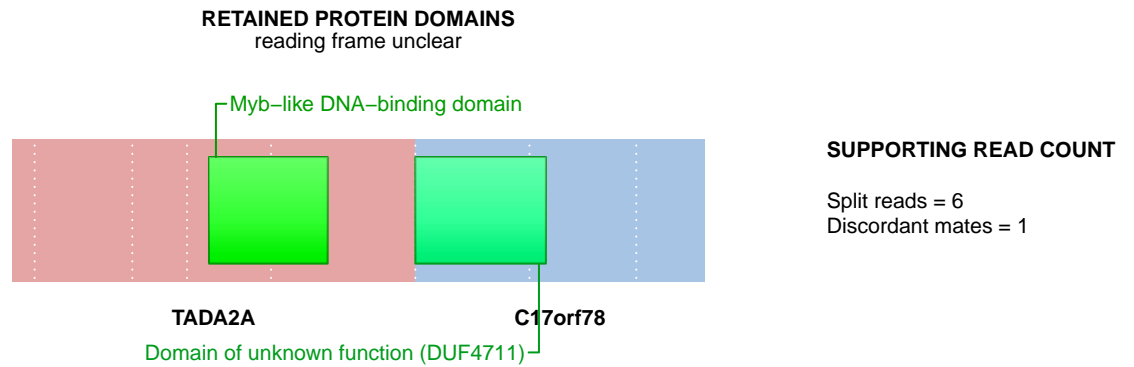 RETAINED PROTEIN DOMAINS
reading frame unclear
Myb−like DNA−binding domain
SUPPORTING READ COUNT
Split reads = 6
Discordant mates = 1
TADA2A
C17orf78
Domain of unknown function (DUF4711)